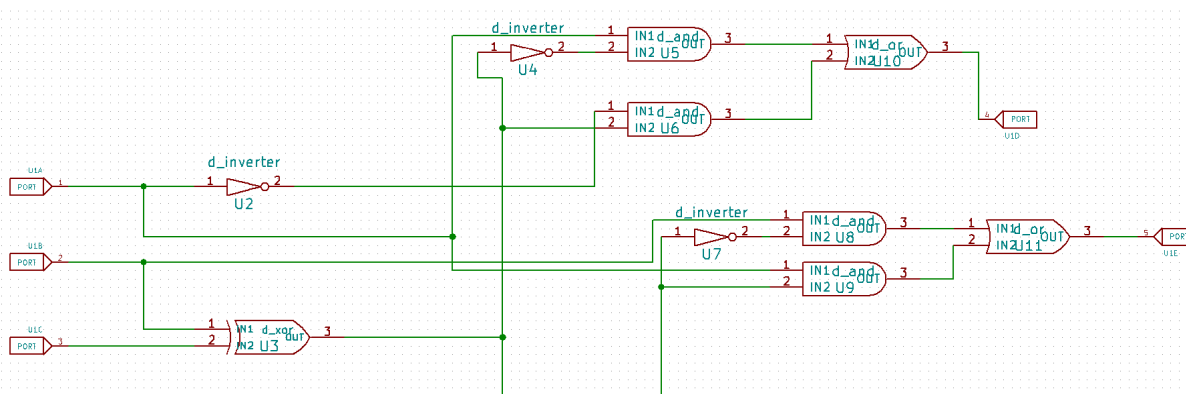 d_inverter
1 2
U4
1 IN1 d_and OUT 3
2 IN2 U5
1 IN1 d_or OUT 3
2 IN2 U10
4 PORT
U1D
1 IN1 d_and OUT 3
2 IN2 U6
d_inverter
U1A
PORT 1
1 2
U2
d_inverter
1 2
U7
1 IN1 d_and OUT 3
2 IN2 U8
1 IN1 d_or OUT 3
2 IN2 U11
5 PORT
U1E
U1B
PORT 2
1 IN1 d_and OUT 3
2 IN2 U9
1 IN1 d_xor OUT 3
2 IN2 U3
U1C
PORT 3